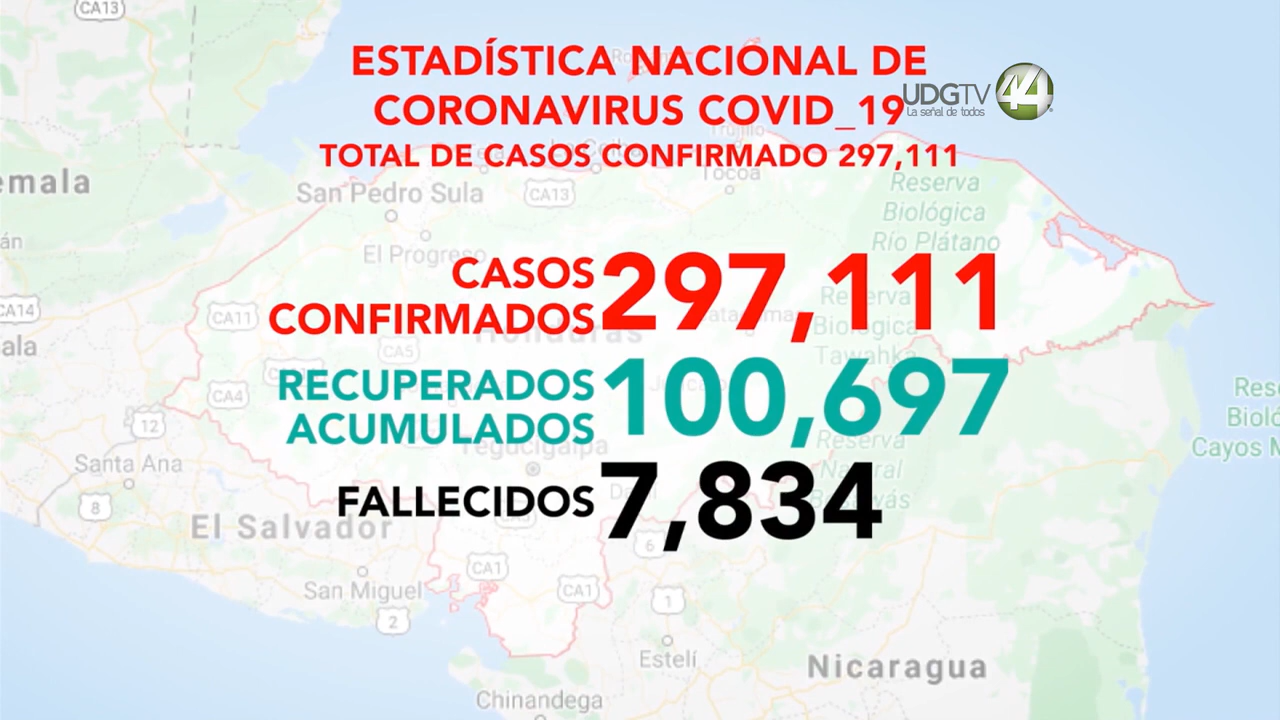 CA13
ESTADÍSTICA NACIONAL DE
CORONAVIRUS COVID_19
UDGTV 44
La señal de todos
TOTAL DE CASOS CONFIRMADO 297,111
emala
San Pedro Sula
CA13
Tocoa
Reserva
Biológica
Río Plátano
El Progreso
CASOS
CONFIRMADOS
297,111
CA14
CA11
ala
Honduras
Reserva
Biológica
Tawahka
CA5
RECUPERADOS
ACUMULADOS
100,697
CA4
12
Tegucigalpa
Reserva
Natural
Santa Ana
8
FALLECIDOS
7,834
El Salvador
6
CA1
CA1
San Miguel
1
2
Estelí
Nicaragua
Chinandega
Cayos M